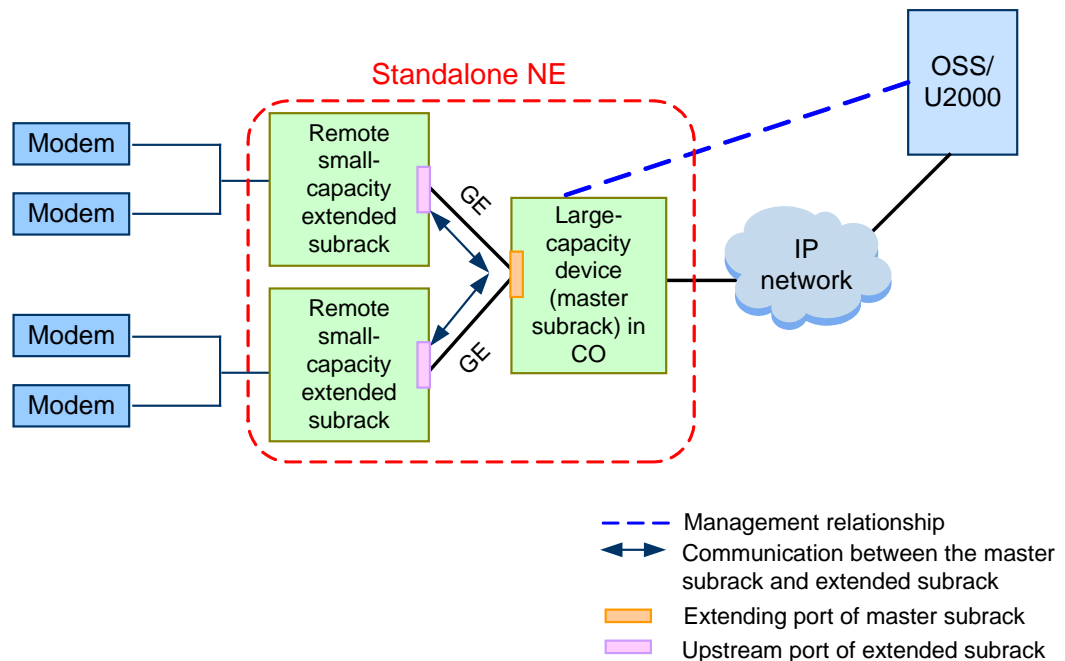 Standalone NE
OSS/
U2000
Modem
Modem
Modem
Modem
Remote
small-
capacity
extended
subrack
Remote
small-
capacity
extended
subrack
GE
GE
Large-
capacity
device
(master
subrack) in
CO
IP
network
Management relationship
Communication between the master
subrack and extended subrack
Extending port of master subrack
Upstream port of extended subrack